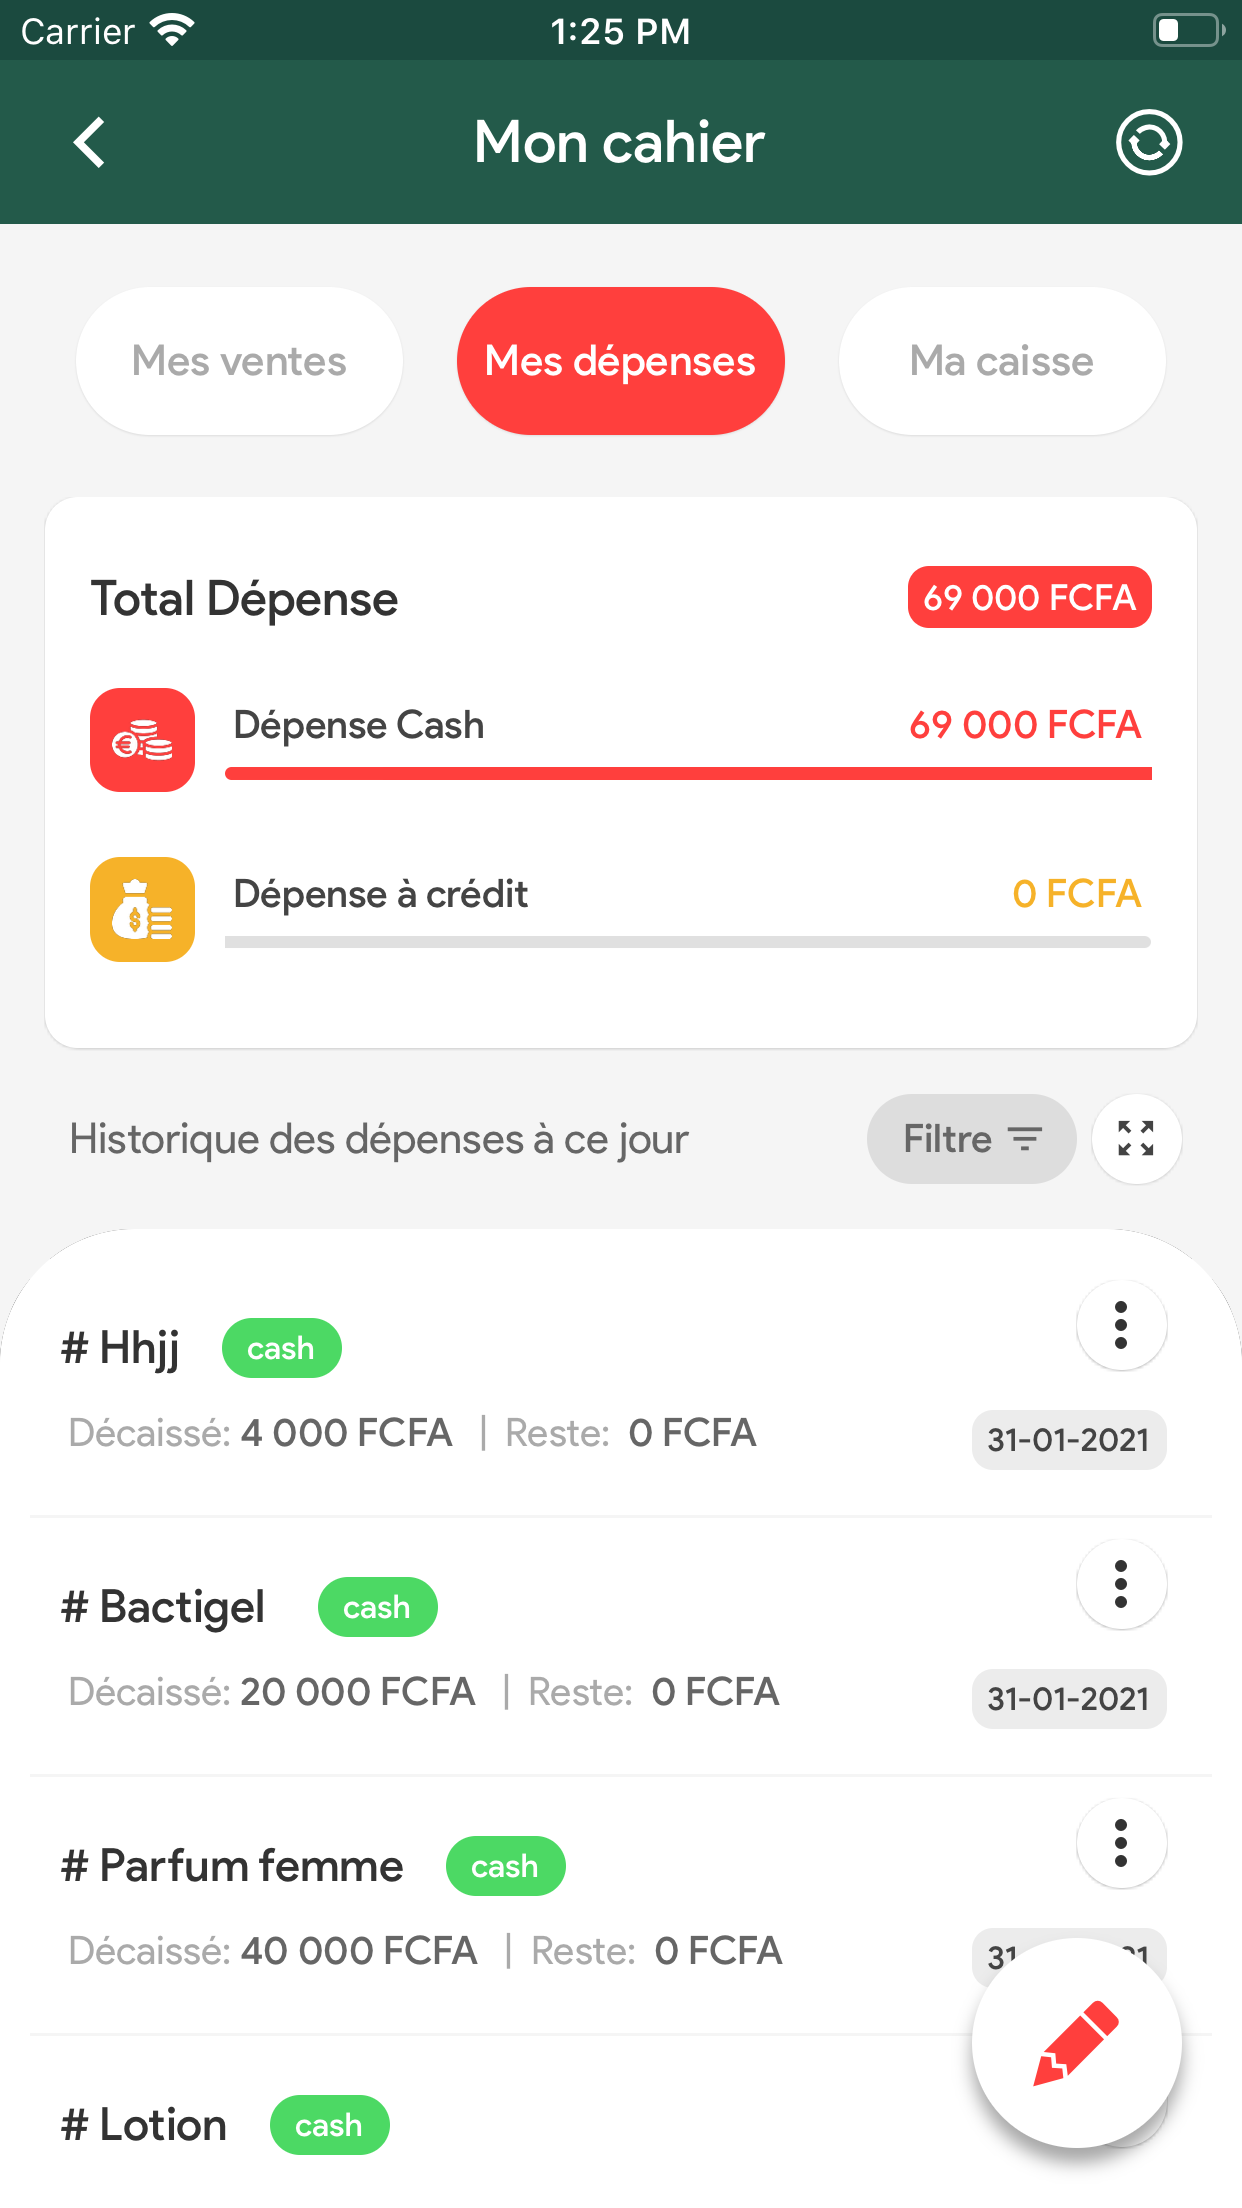 Carrier 1:25 PM
Mon cahier
Mes ventes Mes dépenses Ma caisse
Total Dépense 69 000 FCFA
Dépense Cash 69 000 FCFA
Dépense à crédit 0 FCFA
Historique des dépenses à ce jour Filtre
# Hhjj cash
Décaissé: 4 000 FCFA | Reste: 0 FCFA 31-01-2021
# Bactigel cash
Décaissé: 20 000 FCFA | Reste: 0 FCFA 31-01-2021
# Parfum femme cash
Décaissé: 40 000 FCFA | Reste: 0 FCFA
# Lotion cash